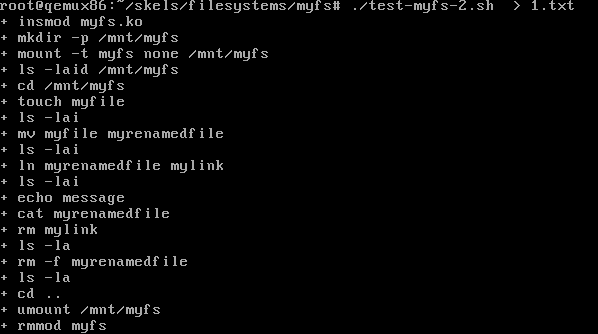 root@qemux86:~/skels/filesystems/myfs# ./test-myfs-2.sh  > 1.txt
+ insmod myfs.ko
+ mkdir -p /mnt/myfs
+ mount -t myfs none /mnt/myfs
+ ls -laid /mnt/myfs
+ cd /mnt/myfs
+ touch myfile
+ ls -lai
+ mv myfile myrenamedfile
+ ls -lai
+ ln myrenamedfile mylink
+ ls -lai
+ echo message
+ cat myrenamedfile
+ rm mylink
+ ls -la
+ rm -f myrenamedfile
+ ls -la
+ cd ..
+ umount /mnt/myfs
+ rmmod myfs